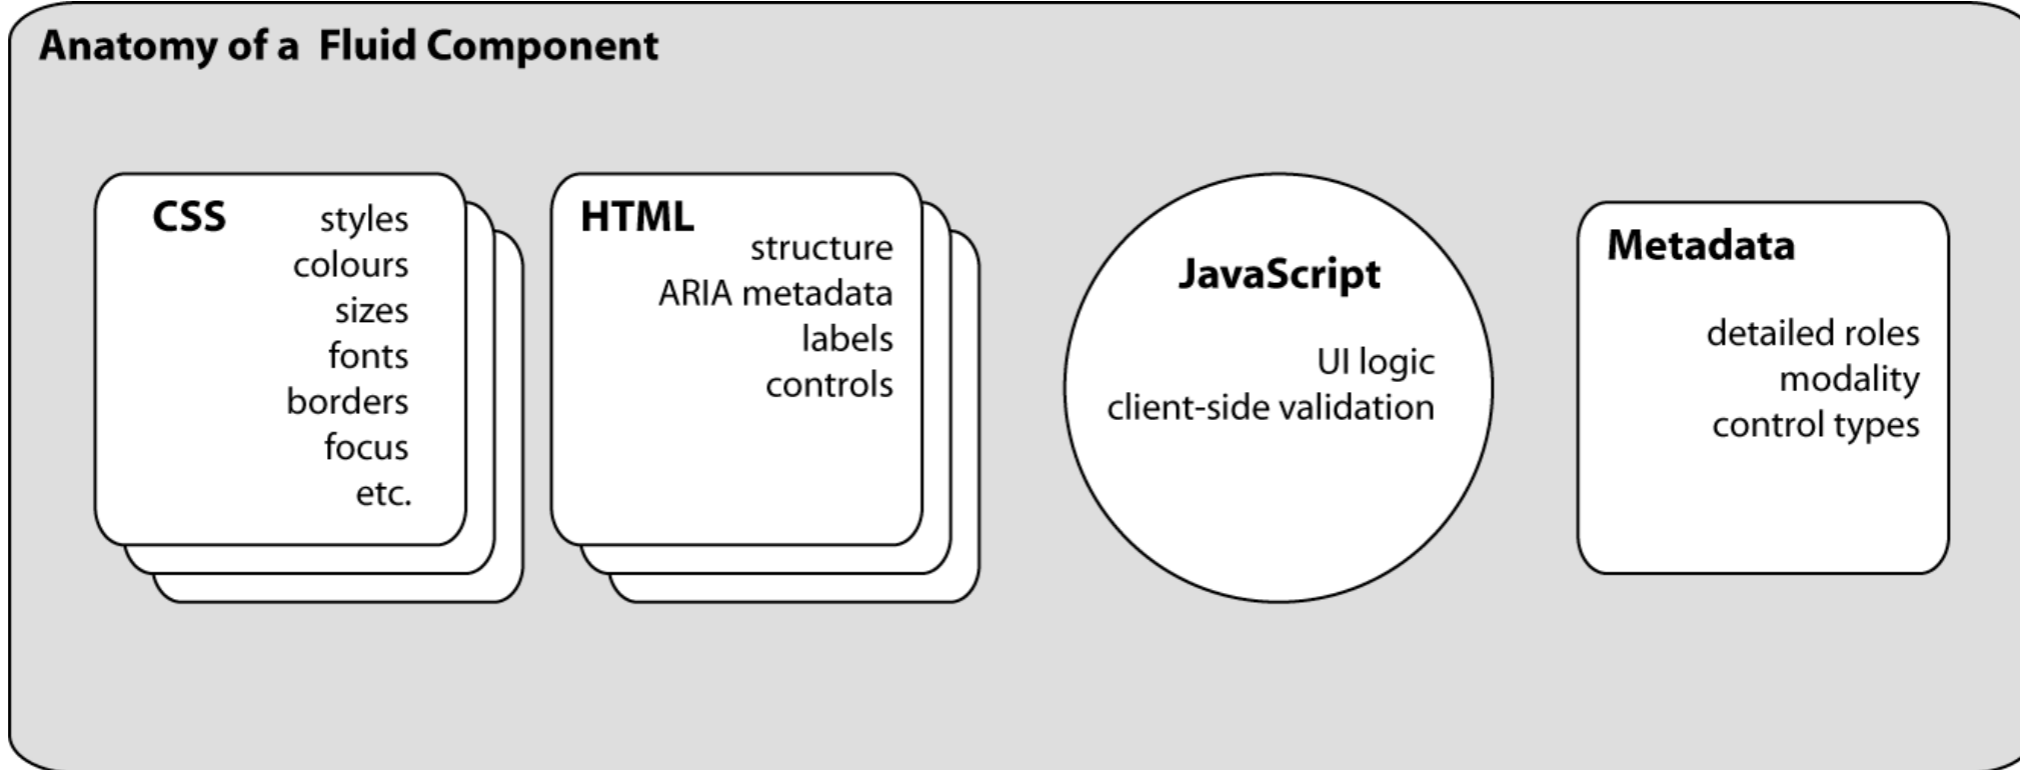 Anatomy of a Fluid Component
CSS
styles
colours
sizes
fonts
borders
focus
etc.
HTML
structure
ARIA metadata
labels
controls
JavaScript
UI logic
client-side validation
Metadata
detailed roles
modality
control types